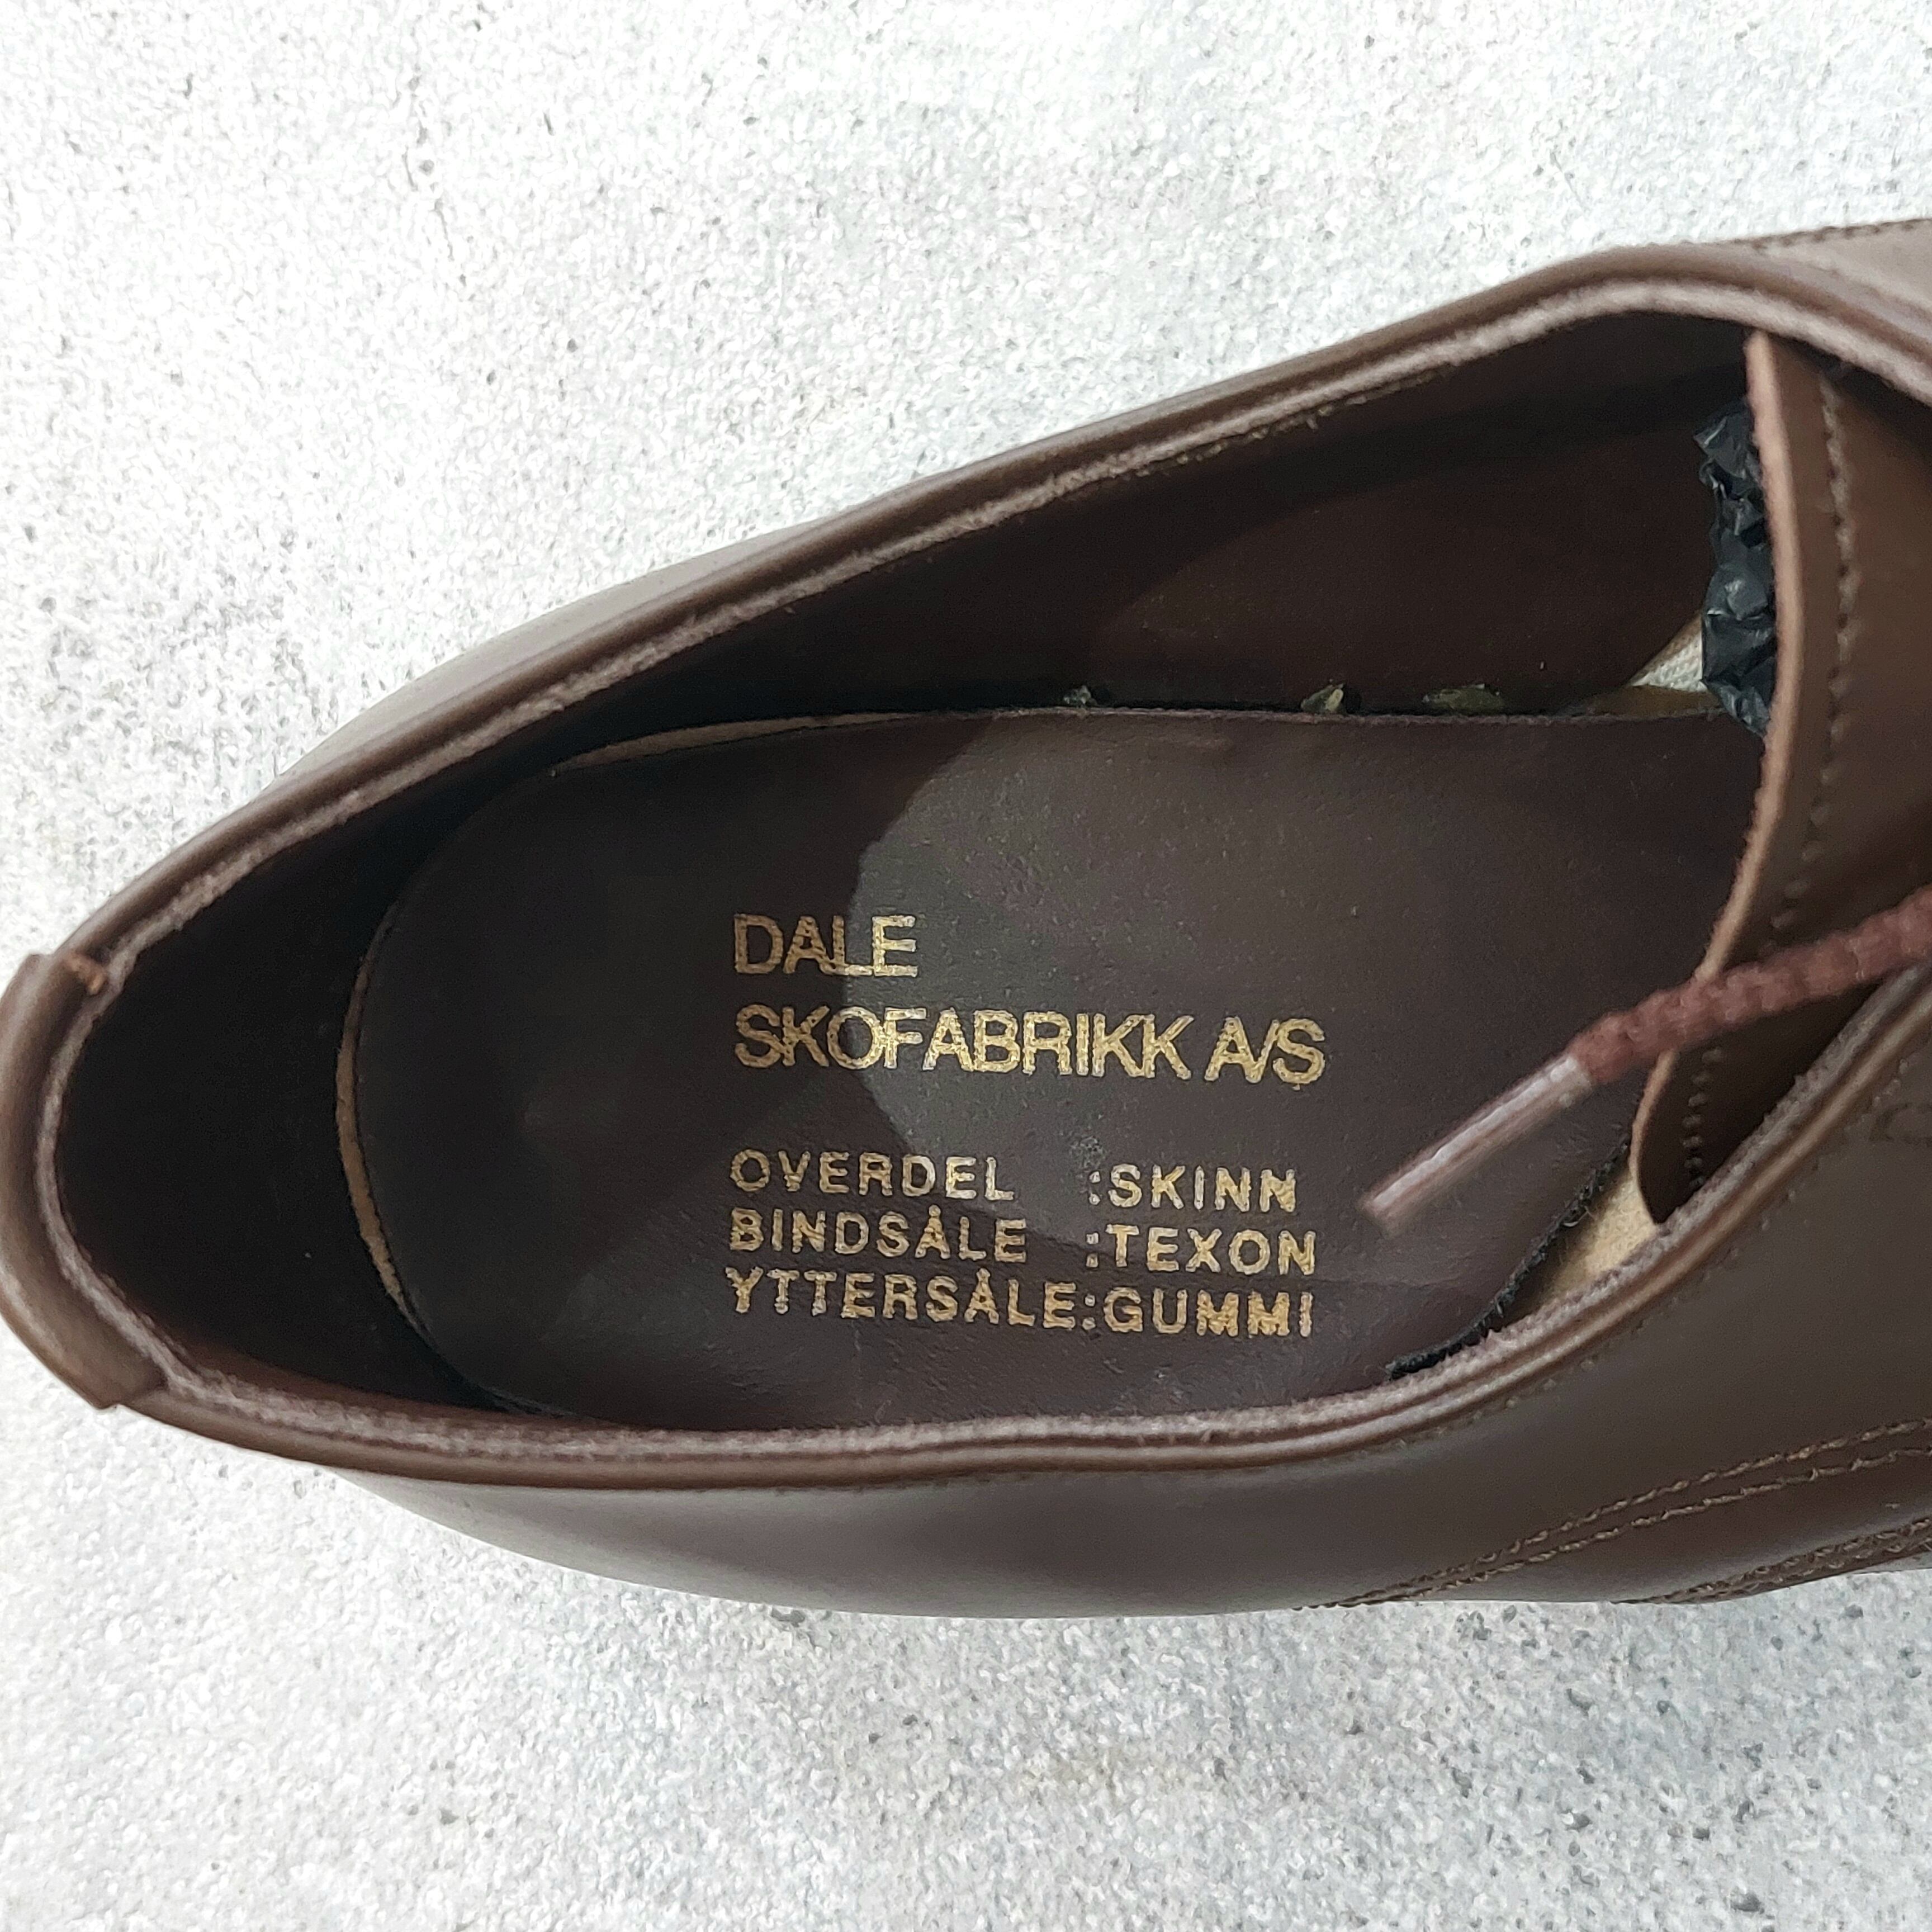 DALE
SKOFABRIKK A/S
OVERDEL :SKINN
BINDSÅLE :TEXON
YTTERSÅLE:GUMMI